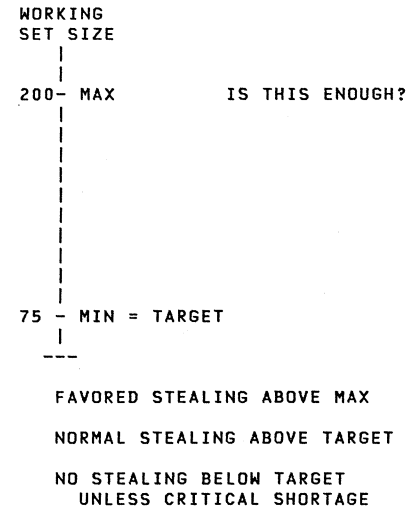 WORKING
SET SIZE
200- MAX IS THIS ENOUGH?
75 - MIN = TARGET
FAVORED STEALING ABOVE MAX
NORMAL STEALING ABOVE TARGET
NO STEALING BELOW TARGET
UNLESS CRITICAL SHORTAGE